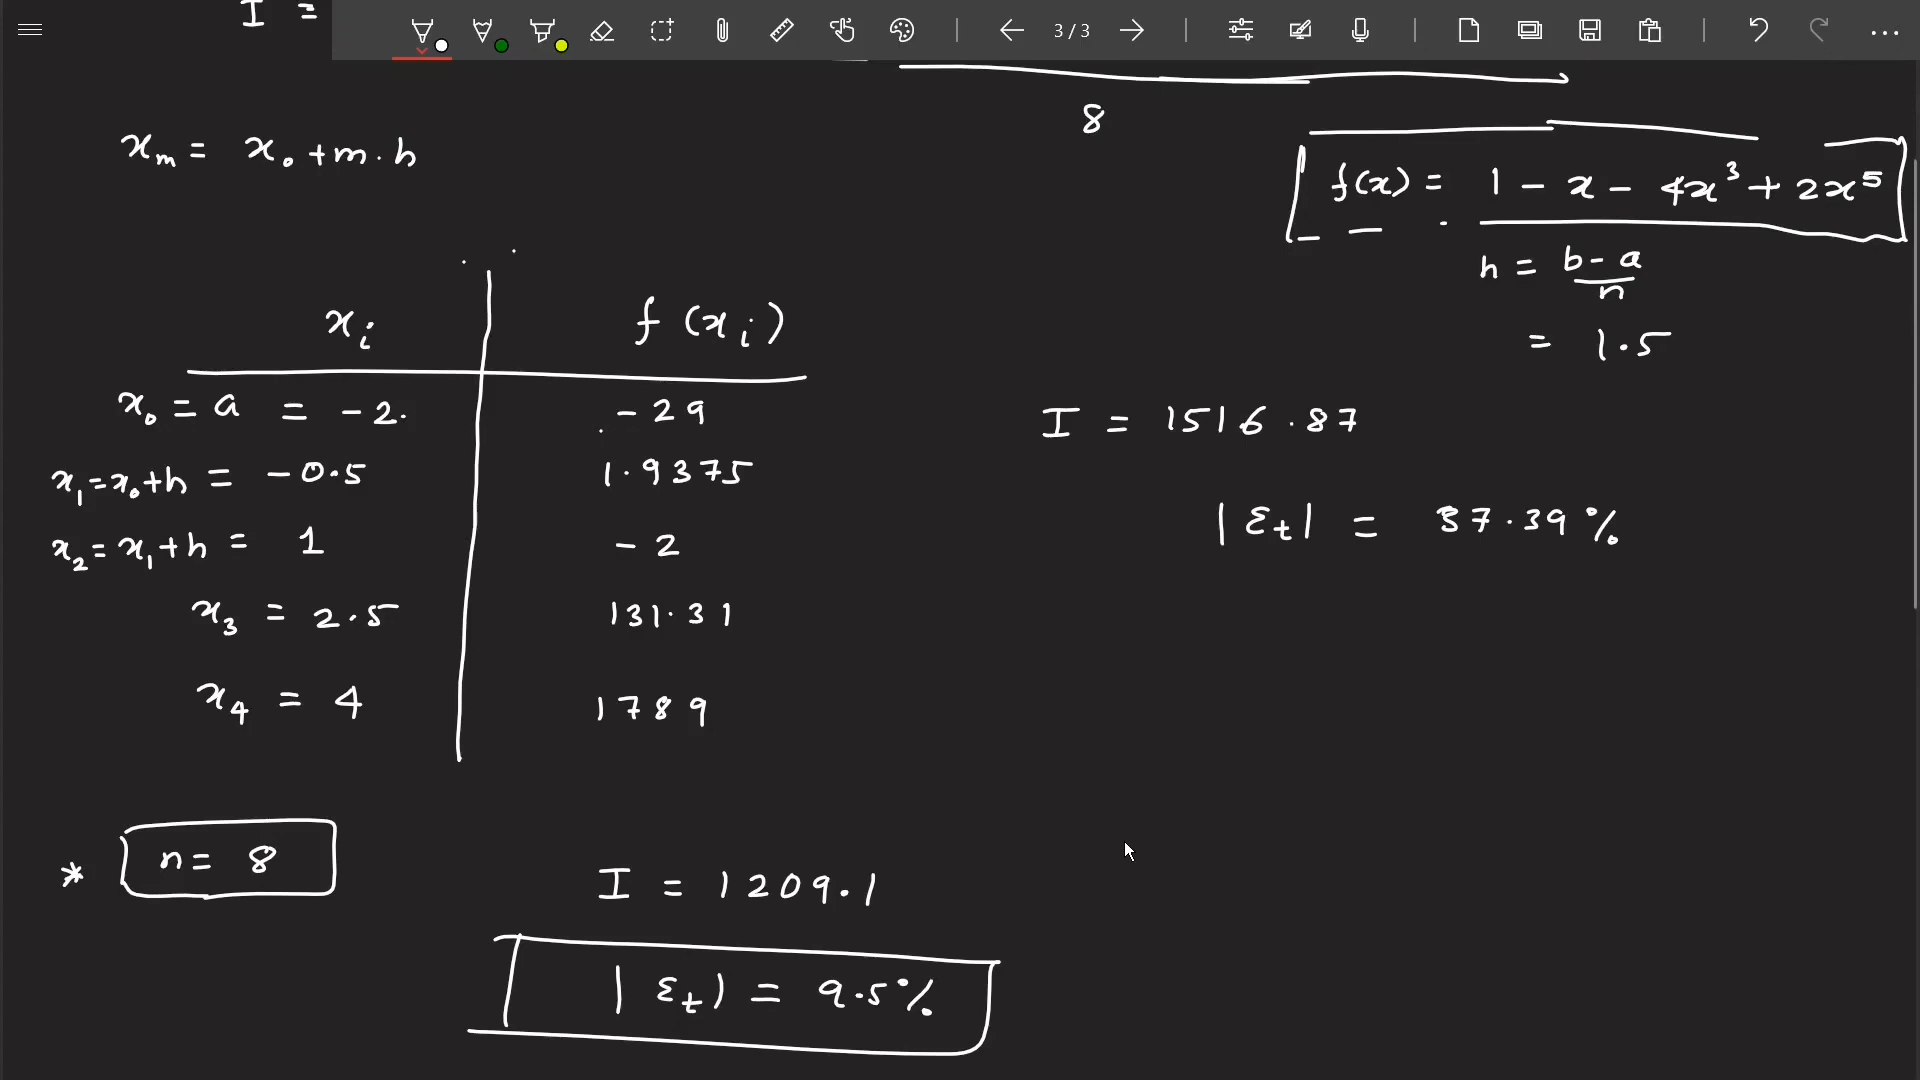 I =
3 / 3
8
xₘ = x₀ + m · h
f(x) = 1 - x - 4x³ + 2x⁵
h = b - a
n
= 1.5
xᵢ f(xᵢ)
x₀ = a = -2. -29
I = 1516.87
x₁ = x₀ + h = -0.5 1.9375
|Ɛₜ| = 37.39 %
x₂ = x₁ + h = 1 -2
x₃ = 2.5 131.31
x₄ = 4 1789
* n = 8
I = 1209.1
|Ɛₜ| = 9.5 %